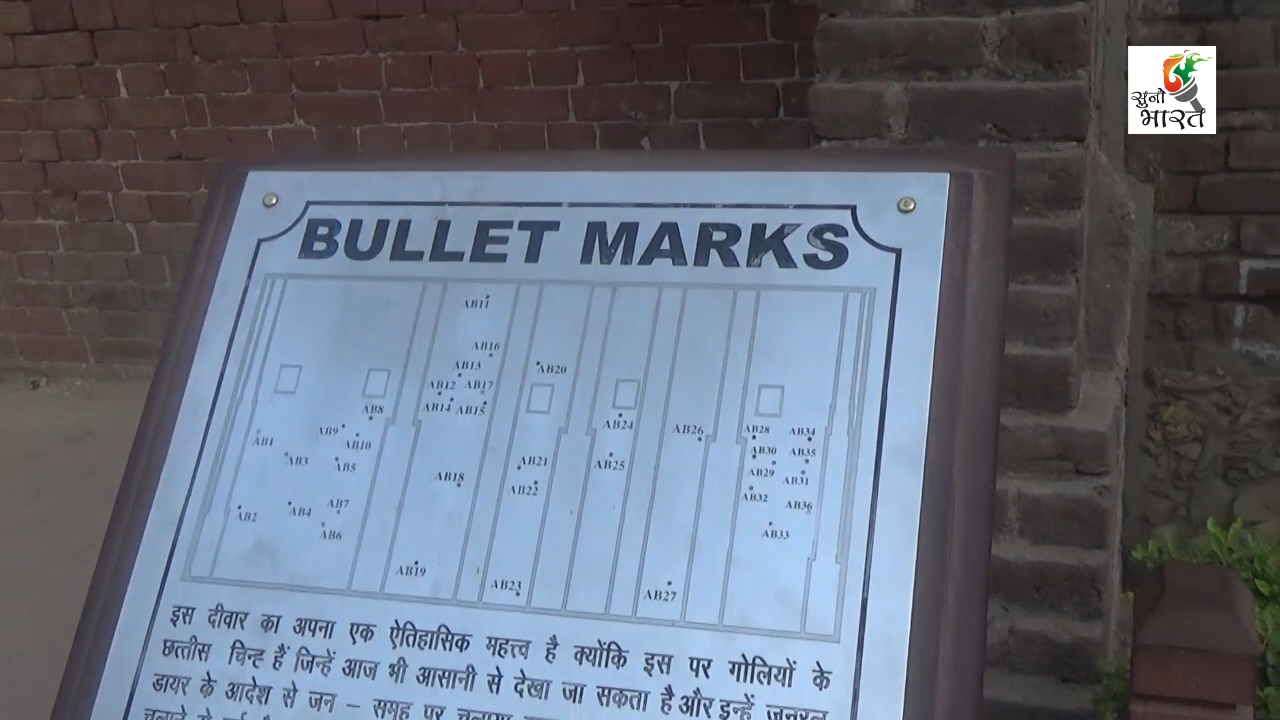 सुनो
भारत
BULLET MARKS
AB11
AB16
AB13
AB20
AB12 AB17
AB8
AB14 AB15
AB24
AB9
AB26
AB28 AB34
AB1
AB10
AB30 AB35
AB3
AB5
AB21
AB25
AB29
AB31
AB18
AB22
AB32
AB36
AB2
AB4
AB7
AB6
AB33
AB19
AB23
AB27
इस दीवार का अपना एक ऐतिहासिक महत्त्व है क्योंकि इस पर गोलियों के
छत्तीस चिन्ह हैं जिन्हें आज भी आसानी से देखा जा सकता है और इन्हें जनरल
डायर के आदेश से जन - समूह पर चलाया